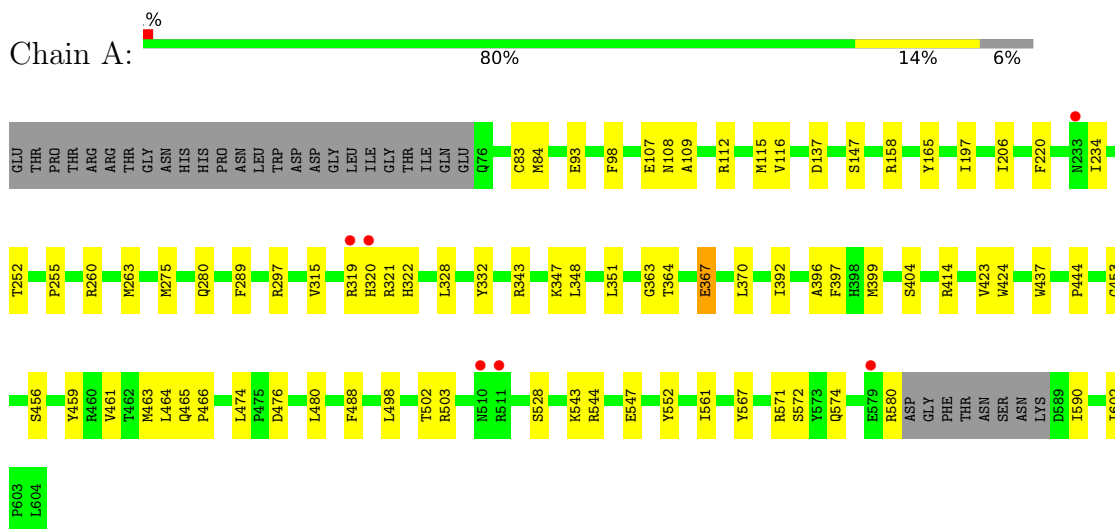 .%
Chain A:
80% 14% 6%
GLU THR PRO THR ARG ARG THR GLY ASN HIS HIS PRO ASN LEU TRP ASP ASP GLY LEU ILE GLY THR ILE GLN GLU Q76 C83 M84 E93 F98 E107 N108 A109 R112 M115 V116 D137 S147 R158 Y165 I197 I206 F220 N233 I234
T252 P255 R260 M263 M275 Q280 F289 R297 V315 R319 H320 R321 H322 L328 Y332 R343 K347 L348 L351 G363 T364 E367 L370 I392 A396 F397 H398 M399 S404 R414 V423 W424 W437 P444
S456 Y459 R460 V461 T462 M463 L464 Q465 P466 L474 P475 D476 L480 F488 L498 T502 R503 N510 R511 S528 K543 R544 E547 Y552 I561 Y567 R571 S572 Y573 Q574 E579 R580 ASP GLY PHE THR ASN SER ASN LYS D589 I590
P603 L604